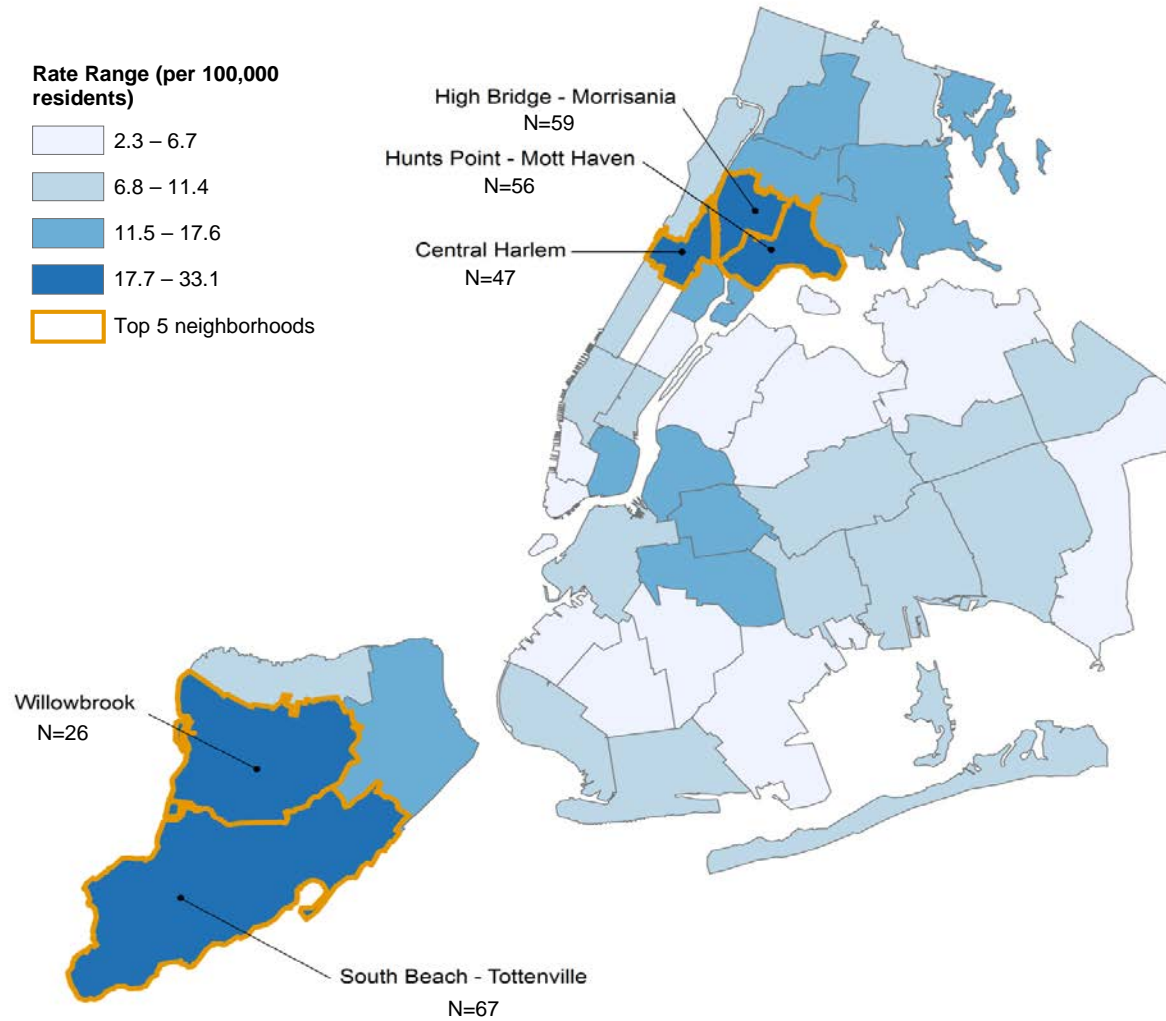 Rate Range (per 100,000
residents)
2.3 – 6.7
6.8 – 11.4
11.5 – 17.6
17.7 – 33.1
Top 5 neighborhoods
High Bridge - Morrisania
N=59
Hunts Point - Mott Haven
N=56
Central Harlem
N=47
Willowbrook
N=26
South Beach - Tottenville
N=67